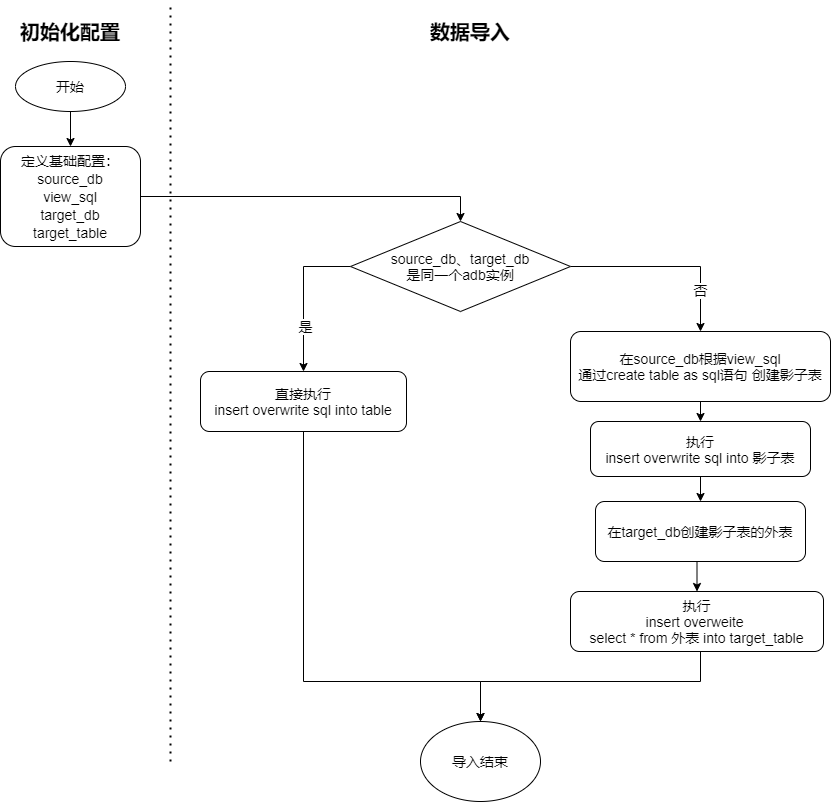 初始化配置
数据导入
开始
定义基础配置：
source_db
view_sql
target_db
target_table
source_db、target_db
是同一个adb实例
是
否
直接执行
insert overwrite sql into table
在source_db根据view_sql
通过create table as sql语句 创建影子表
执行
insert overwrite sql into 影子表
在target_db创建影子表的外表
执行
insert overweite
select * from 外表 into target_table
导入结束